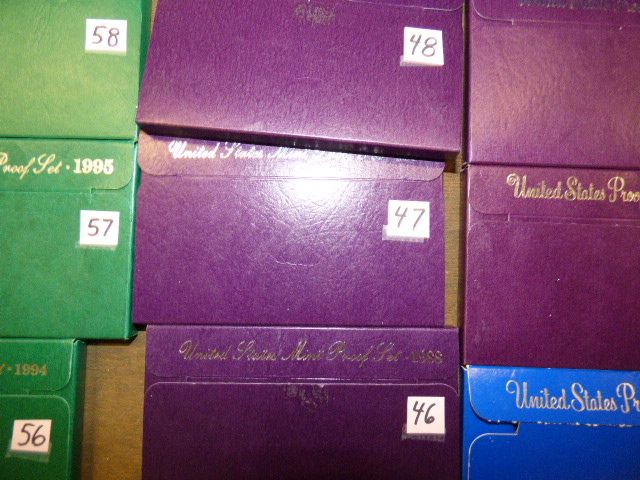 58
48
Proof Set · 1995
57
United States Mint
47
United States Proo
· 1994
56
United States Mint Proof Set · 1988
46
United States Pro